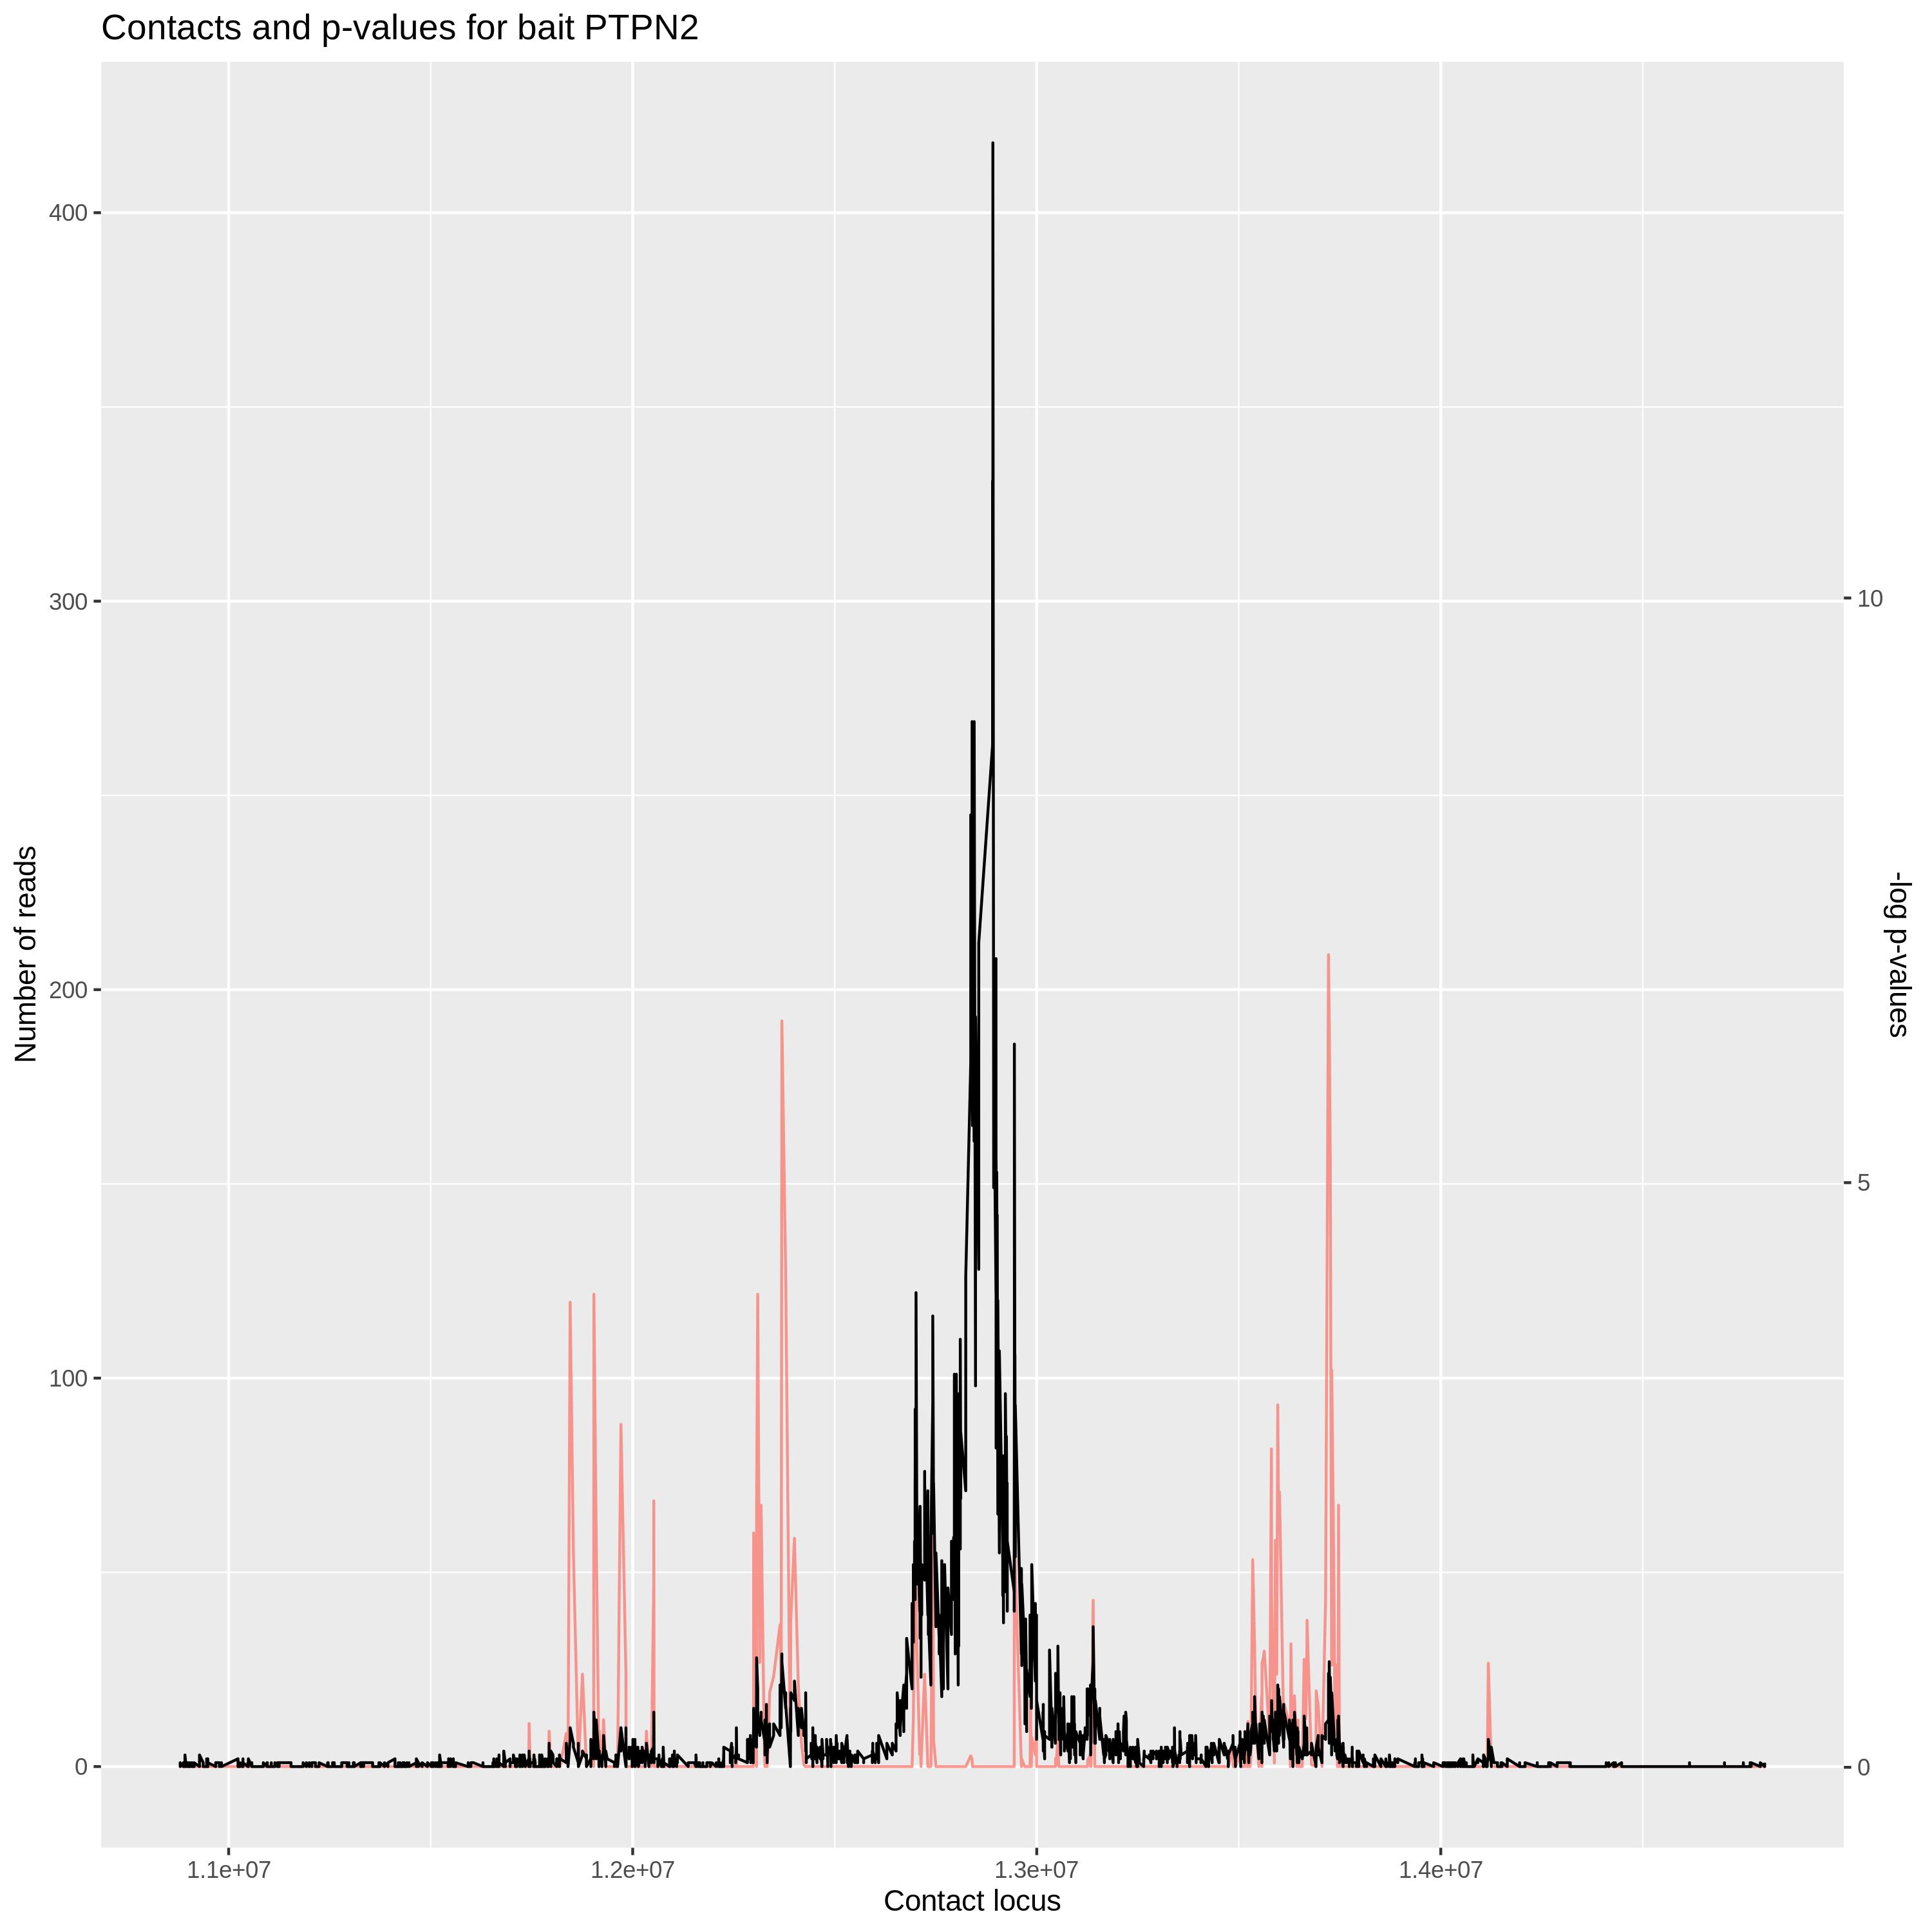 Contacts and p-values for bait PTPN2
Number of reads
400
300
200
100
0
10
5
0
-log p-values
1.1e+07
1.2e+07
1.3e+07
1.4e+07
Contact locus